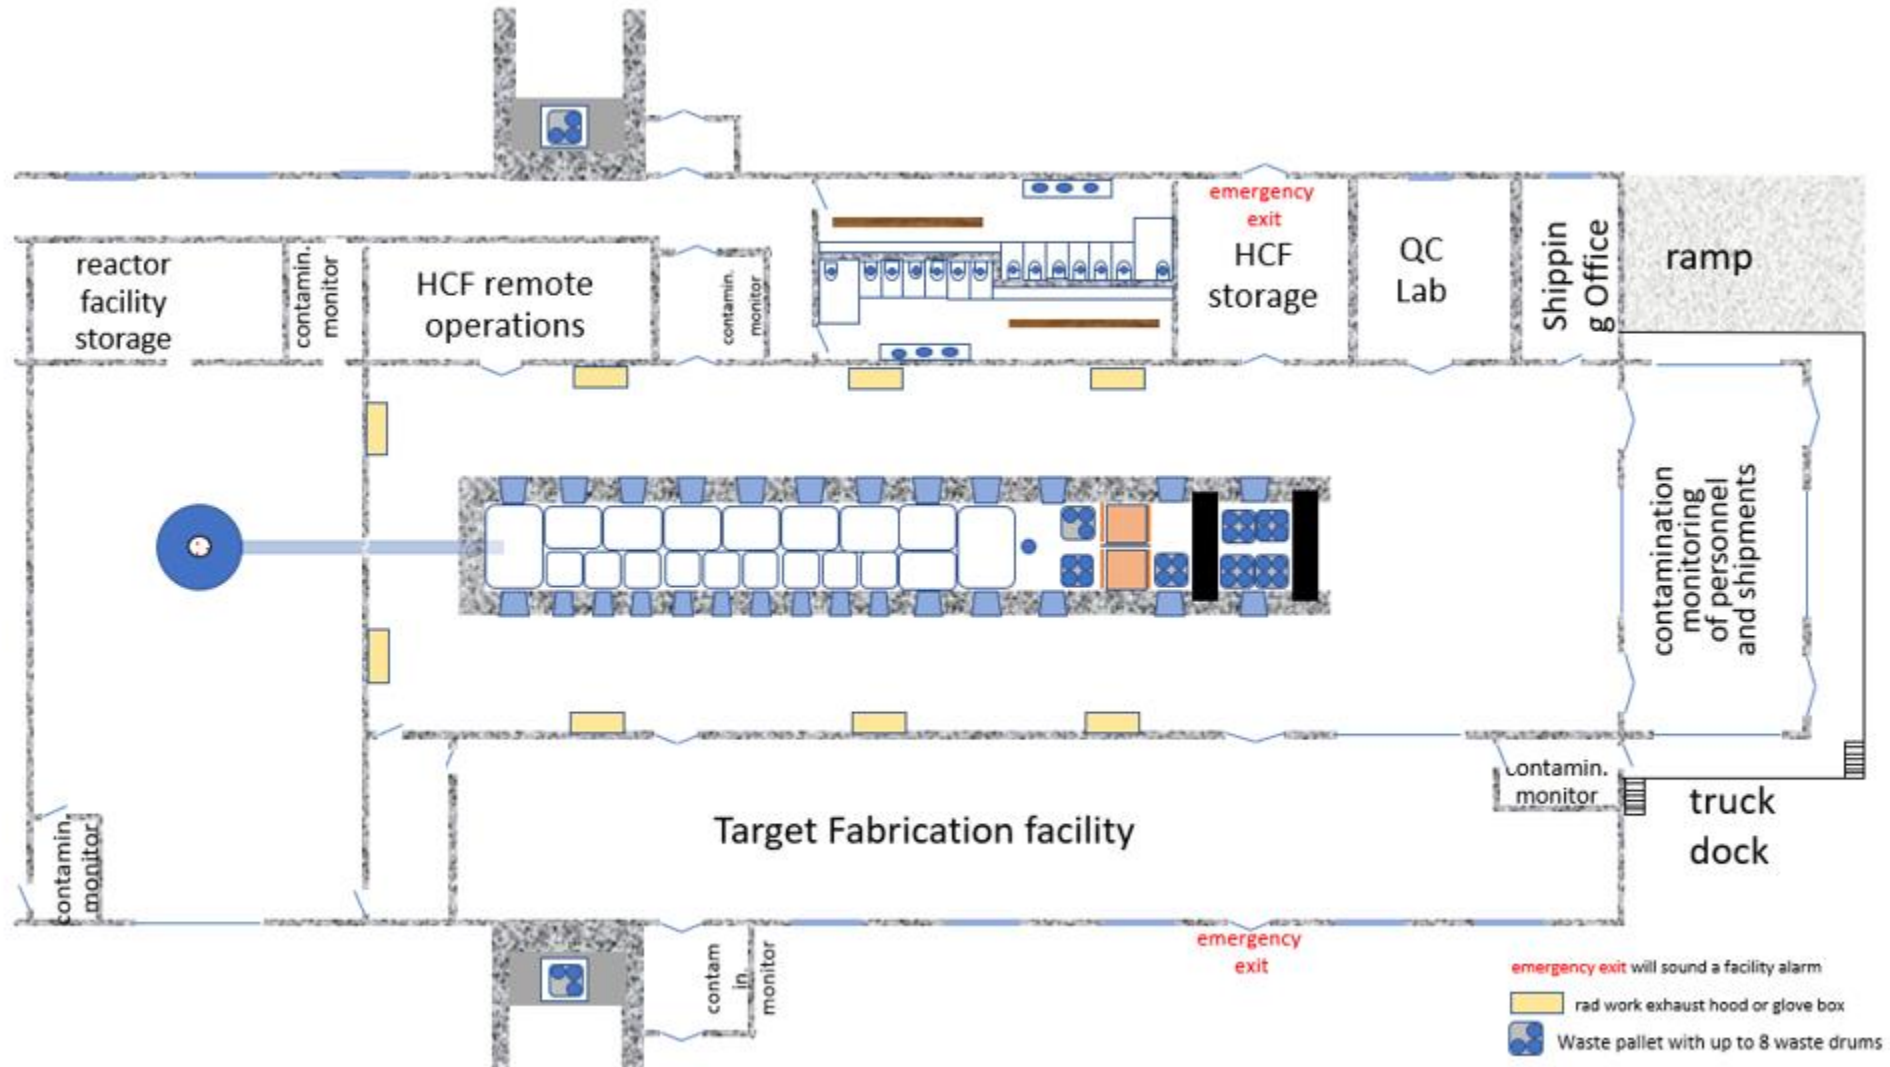 emergency
exit
reactor
facility
storage
contamin.
monitor
HCF remote
operations
contamin.
monitor
HCF
storage
QC
Lab
Shippin
g Office
ramp
contamination
monitoring
of personnel
and shipments
contamin.
monitor
Target Fabrication facility
truck
dock
contamin.
monitor
emergency
exit
contam
in.
monitor
emergency exit will sound a facility alarm
rad work exhaust hood or glove box
Waste pallet with up to 8 waste drums